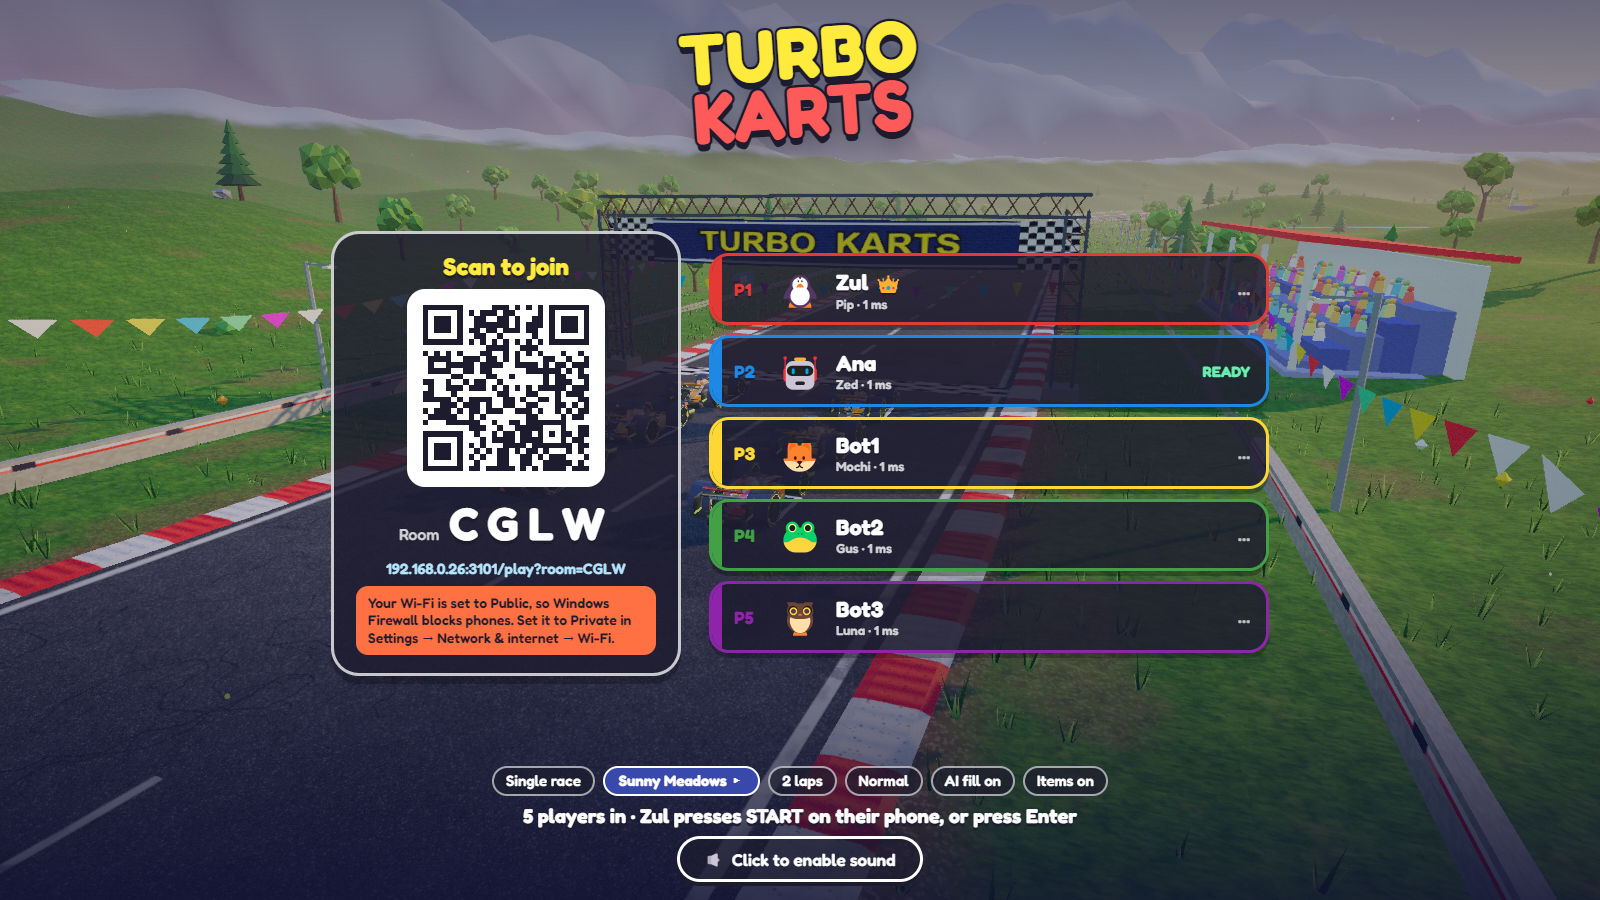 TURBO
KARTS
TURBO KARTS
Scan to join
Room CGLW
192.168.0.26:3101/play?room=CGLW
Your Wi-Fi is set to Public, so Windows
Firewall blocks phones. Set it to Private in
Settings → Network & internet → Wi-Fi.
P1
Zul
Pip · 1 ms
...
P2
Ana
Zed · 1 ms
READY
P3
Bot1
Mochi · 1 ms
...
P4
Bot2
Gus · 1 ms
...
P5
Bot3
Luna · 1 ms
...
Single race
Sunny Meadows ▸
2 laps
Normal
AI fill on
Items on
5 players in · Zul presses START on their phone, or press Enter
Click to enable sound